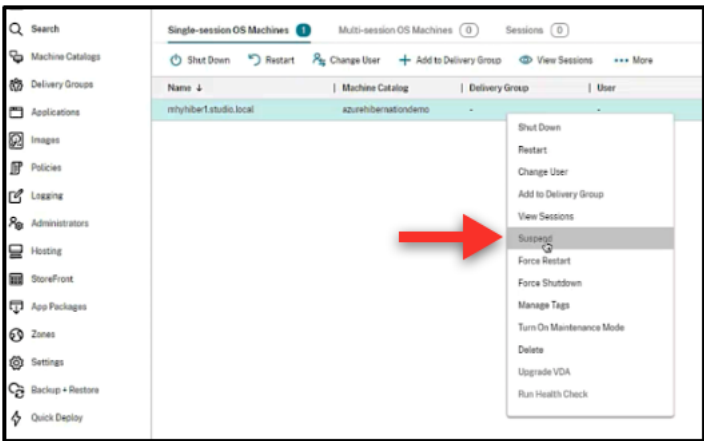 Search
Machine Catalogs
Delivery Groups
Applications
Images
Policies
Logging
Administrators
Hosting
StoreFront
App Packages
Zones
Settings
Backup + Restore
Quick Deploy
Single-session OS Machines 1 Multi-session OS Machines (0) Sessions (0)
Shut Down Restart Change User Add to Delivery Group View Sessions ••• More
Name ↓ | Machine Catalog | Delivery Group | User
mhyhiber1.studio.local azurehibernationdemo - -
Shut Down
Restart
Change User
Add to Delivery Group
View Sessions
Suspend
Force Restart
Force Shutdown
Manage Tags
Turn On Maintenance Mode
Delete
Upgrade VDA
Run Health Check